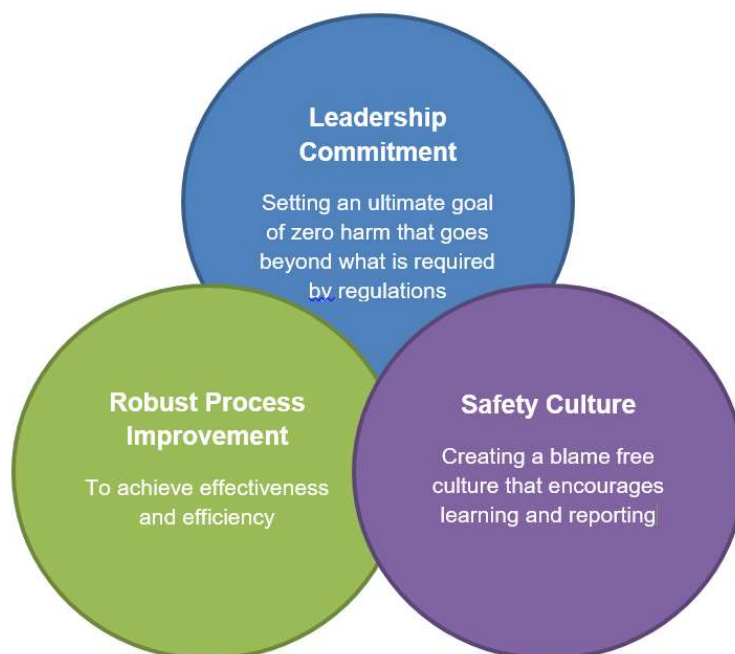 Leadership
Commitment
Setting an ultimate goal
of zero harm that goes
beyond what is required
by regulations
Robust Process
Improvement
To achieve effectiveness
and efficiency
Safety Culture
Creating a blame free
culture that encourages
learning and reporting